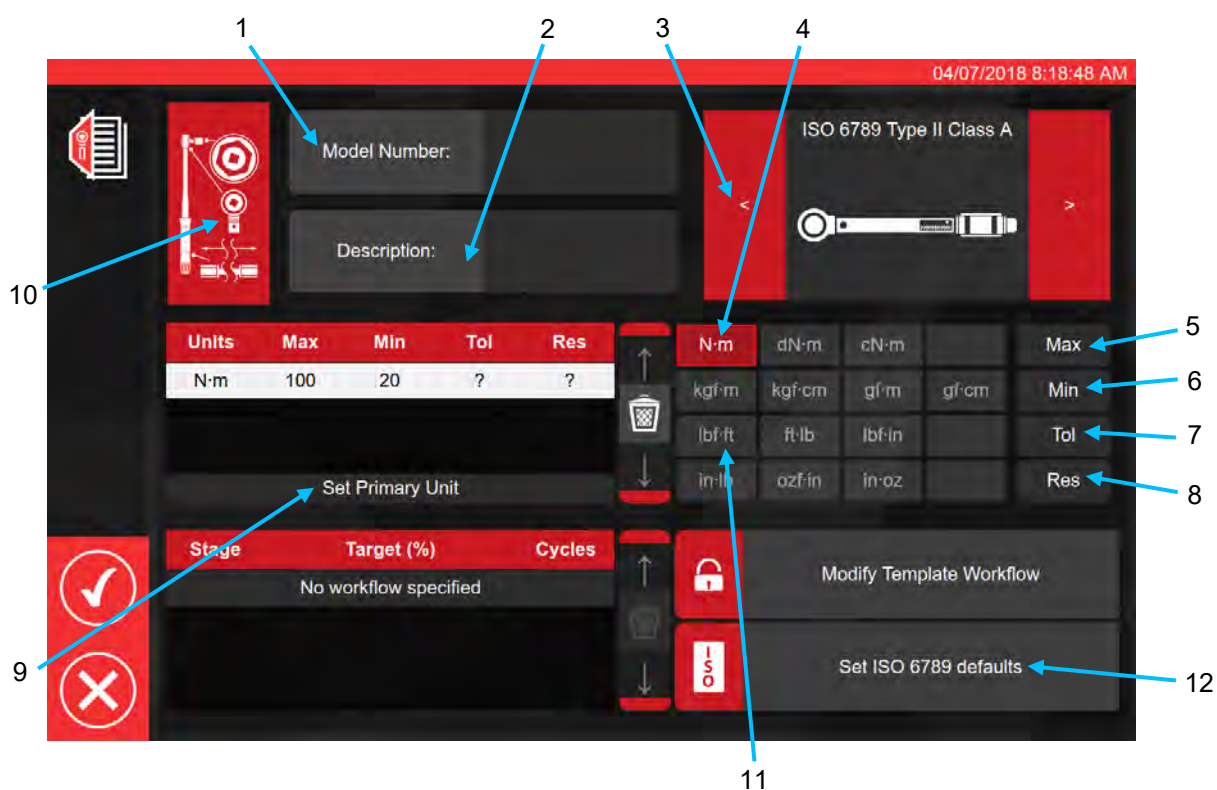 1 2 3 4
04/07/2018 8:18:48 AM
Model Number:
ISO 6789 Type II Class A
<
>
Description:
10
Units Max Min Tol Res
N·m 100 20 ? ?
Set Primary Unit
N·m dN·m cN·m Max
kgf·m kgf·cm gf·m gf·cm Min
lbf·ft ft·lb lbf·in Tol
in·lb ozf·in in·oz Res
5
6
7
8
Stage Target (%) Cycles
No workflow specified
Modify Template Workflow
ISO
Set ISO 6789 defaults
9
12
11